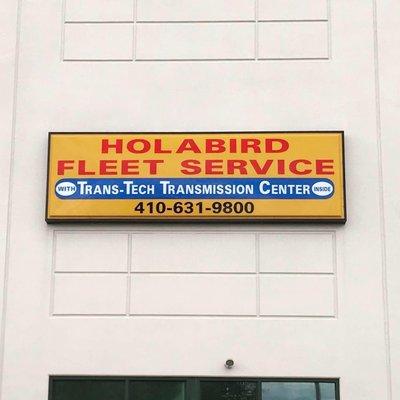 HOLABIRD
FLEET SERVICE
WITH TRANS-TECH TRANSMISSION CENTER INSIDE
410-631-9800